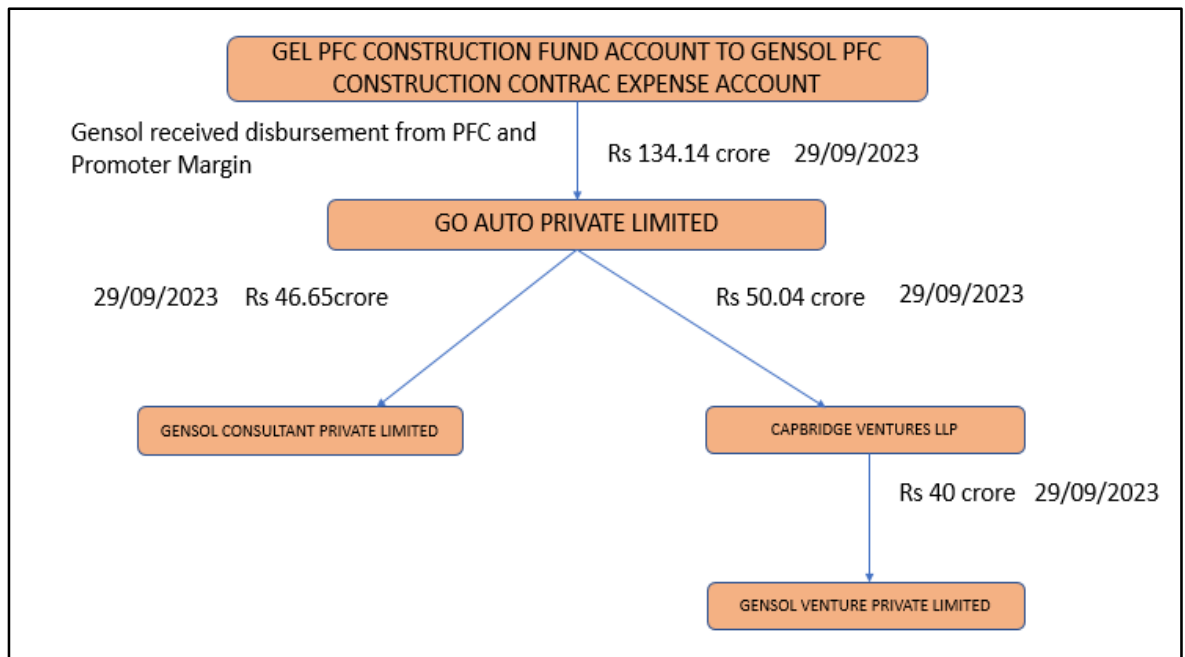 GEL PFC CONSTRUCTION FUND ACCOUNT TO GENSOL PFC
CONSTRUCTION CONTRAC EXPENSE ACCOUNT
Gensol received disbursement from PFC and
Promoter Margin
Rs 134.14 crore 29/09/2023
GO AUTO PRIVATE LIMITED
29/09/2023 Rs 46.65crore
Rs 50.04 crore 29/09/2023
GENSOL CONSULTANT PRIVATE LIMITED
CAPBRIDGE VENTURES LLP
Rs 40 crore 29/09/2023
GENSOL VENTURE PRIVATE LIMITED